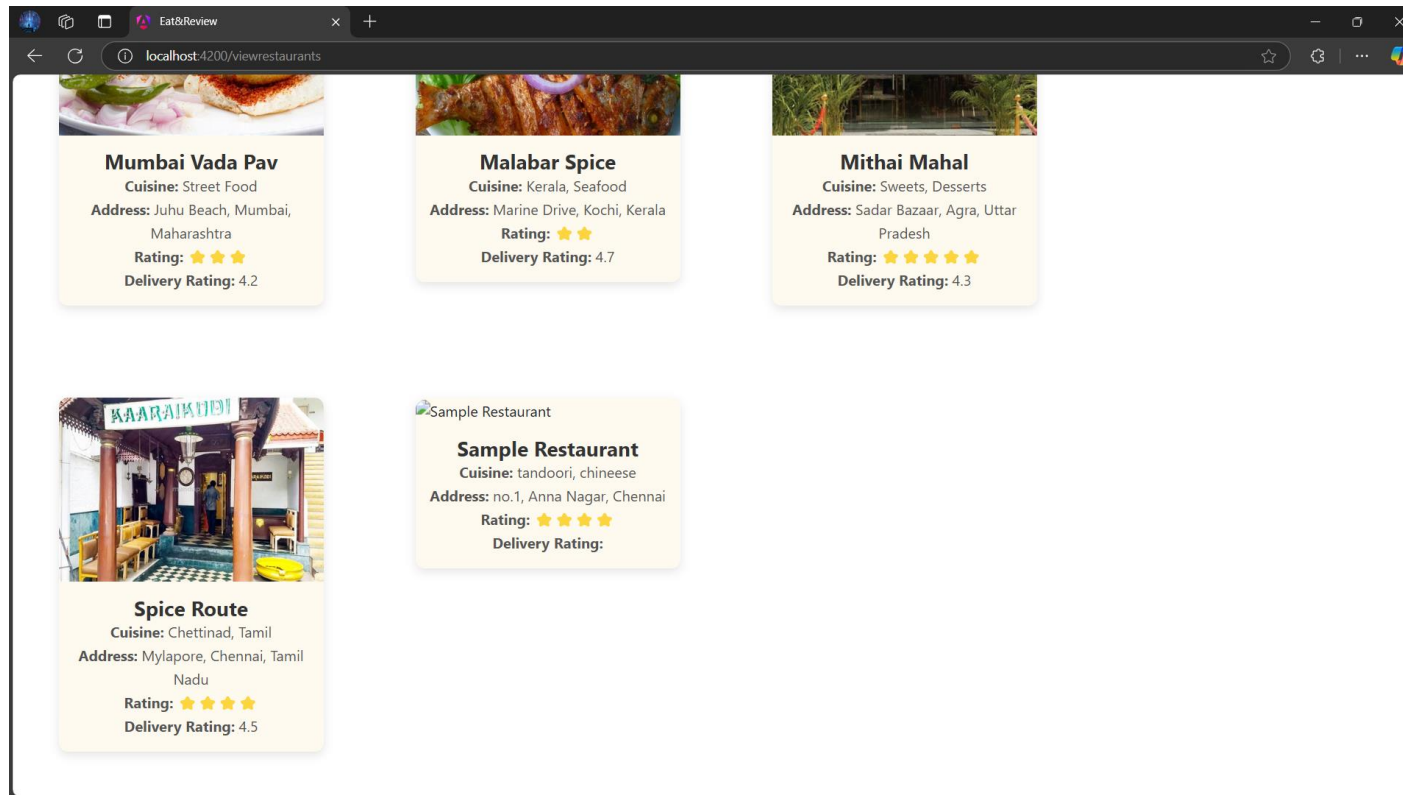 Eat&Review
localhost:4200/viewrestaurants
Mumbai Vada Pav
Cuisine: Street Food
Address: Juhu Beach, Mumbai,
Maharashtra
Rating:
Delivery Rating: 4.2
Malabar Spice
Cuisine: Kerala, Seafood
Address: Marine Drive, Kochi, Kerala
Rating:
Delivery Rating: 4.7
Mithai Mahal
Cuisine: Sweets, Desserts
Address: Sadar Bazaar, Agra, Uttar
Pradesh
Rating:
Delivery Rating: 4.3
KAARAIKUDI
Spice Route
Cuisine: Chettinad, Tamil
Address: Mylapore, Chennai, Tamil
Nadu
Rating:
Delivery Rating: 4.5
Sample Restaurant
Sample Restaurant
Cuisine: tandoori, chineese
Address: no.1, Anna Nagar, Chennai
Rating:
Delivery Rating: